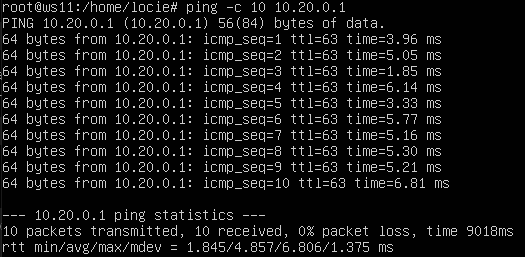 root@ws11:/home/locie# ping -c 10 10.20.0.1
PING 10.20.0.1 (10.20.0.1) 56(84) bytes of data.
64 bytes from 10.20.0.1: icmp_seq=1 ttl=63 time=3.96 ms
64 bytes from 10.20.0.1: icmp_seq=2 ttl=63 time=5.05 ms
64 bytes from 10.20.0.1: icmp_seq=3 ttl=63 time=1.85 ms
64 bytes from 10.20.0.1: icmp_seq=4 ttl=63 time=6.14 ms
64 bytes from 10.20.0.1: icmp_seq=5 ttl=63 time=3.33 ms
64 bytes from 10.20.0.1: icmp_seq=6 ttl=63 time=5.77 ms
64 bytes from 10.20.0.1: icmp_seq=7 ttl=63 time=5.16 ms
64 bytes from 10.20.0.1: icmp_seq=8 ttl=63 time=5.30 ms
64 bytes from 10.20.0.1: icmp_seq=9 ttl=63 time=5.21 ms
64 bytes from 10.20.0.1: icmp_seq=10 ttl=63 time=6.81 ms
--- 10.20.0.1 ping statistics ---
10 packets transmitted, 10 received, 0% packet loss, time 9018ms
rtt min/avg/max/mdev = 1.845/4.857/6.806/1.375 ms